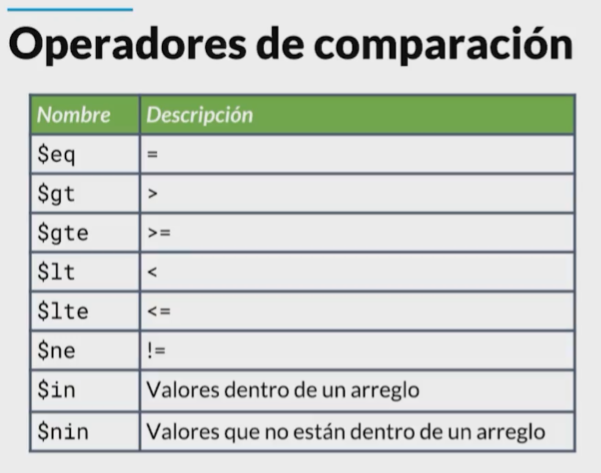 Operadores de comparación
Nombre Descripción
$eq =
$gt >
$gte >=
$lt <
$lte <=
$ne !=
$in Valores dentro de un arreglo
$nin Valores que no están dentro de un arreglo